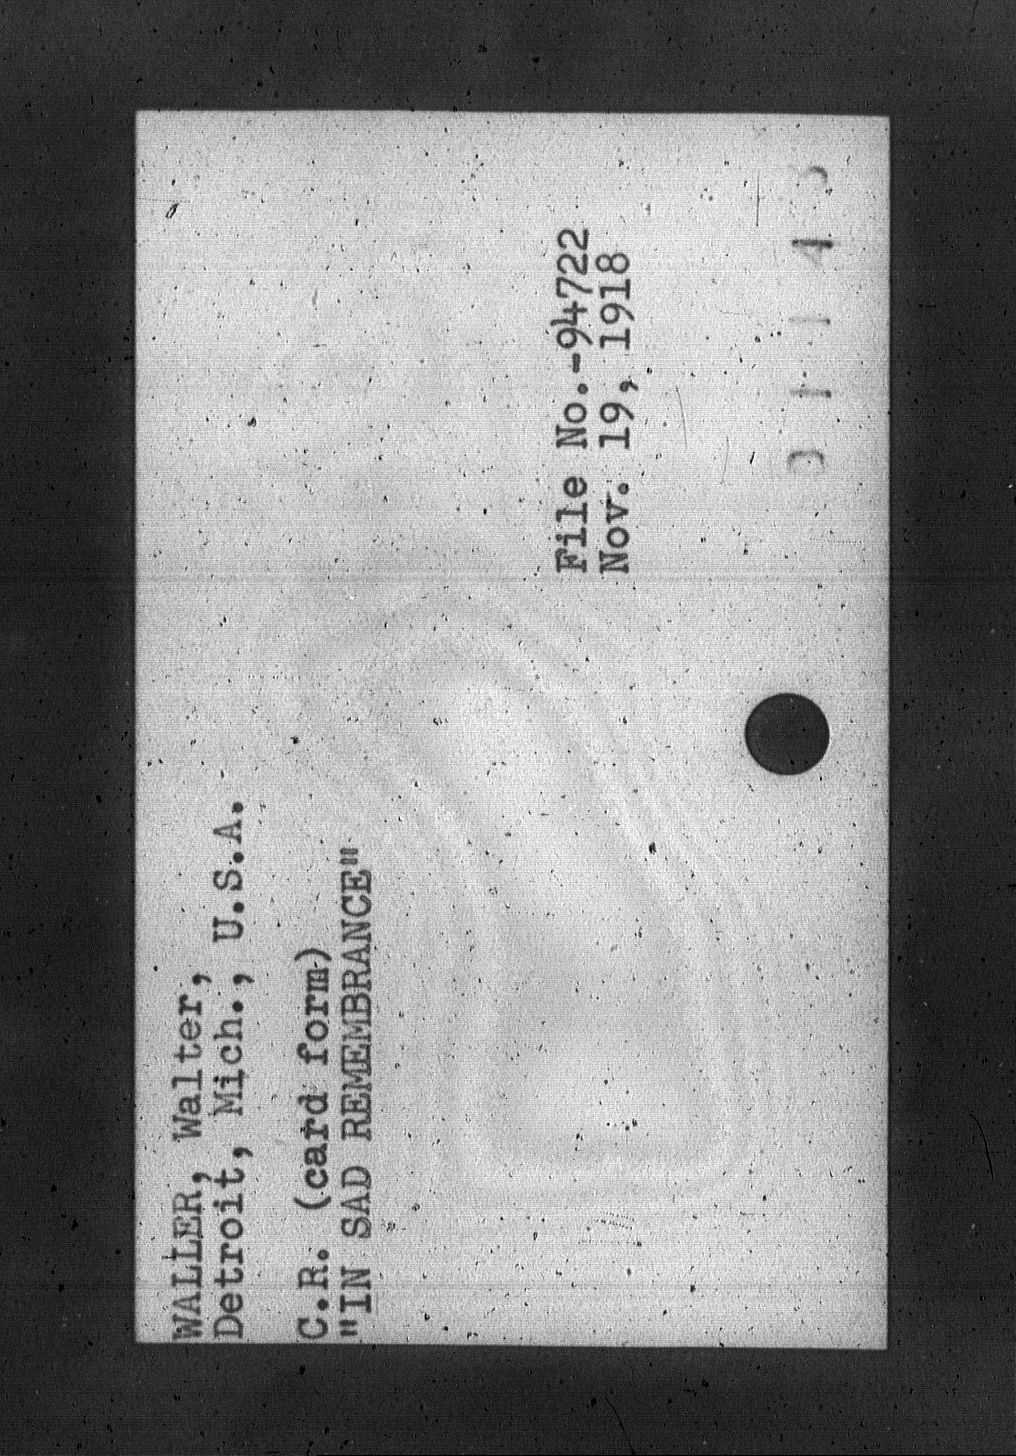 WALLER, Walter,
Detroit, Mich., U.S.A.
C.R. (card form)
"IN SAD REMEMBRANCE"
File No.-94722
Nov. 19, 1918